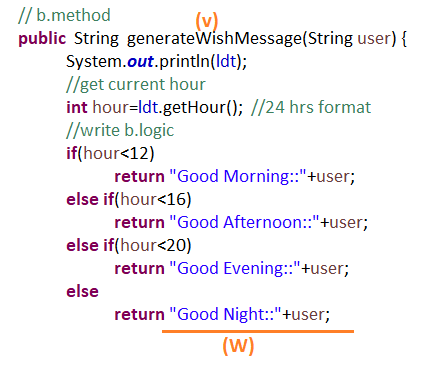 // b.method
(v)
public String generateWishMessage(String user) {
System.out.println(ldt);
//get current hour
int hour=ldt.getHour(); //24 hrs format
//write b.logic
if(hour<12)
return "Good Morning::"+user;
else if(hour<16)
return "Good Afternoon::"+user;
else if(hour<20)
return "Good Evening::"+user;
else
return "Good Night::"+user;
(W)